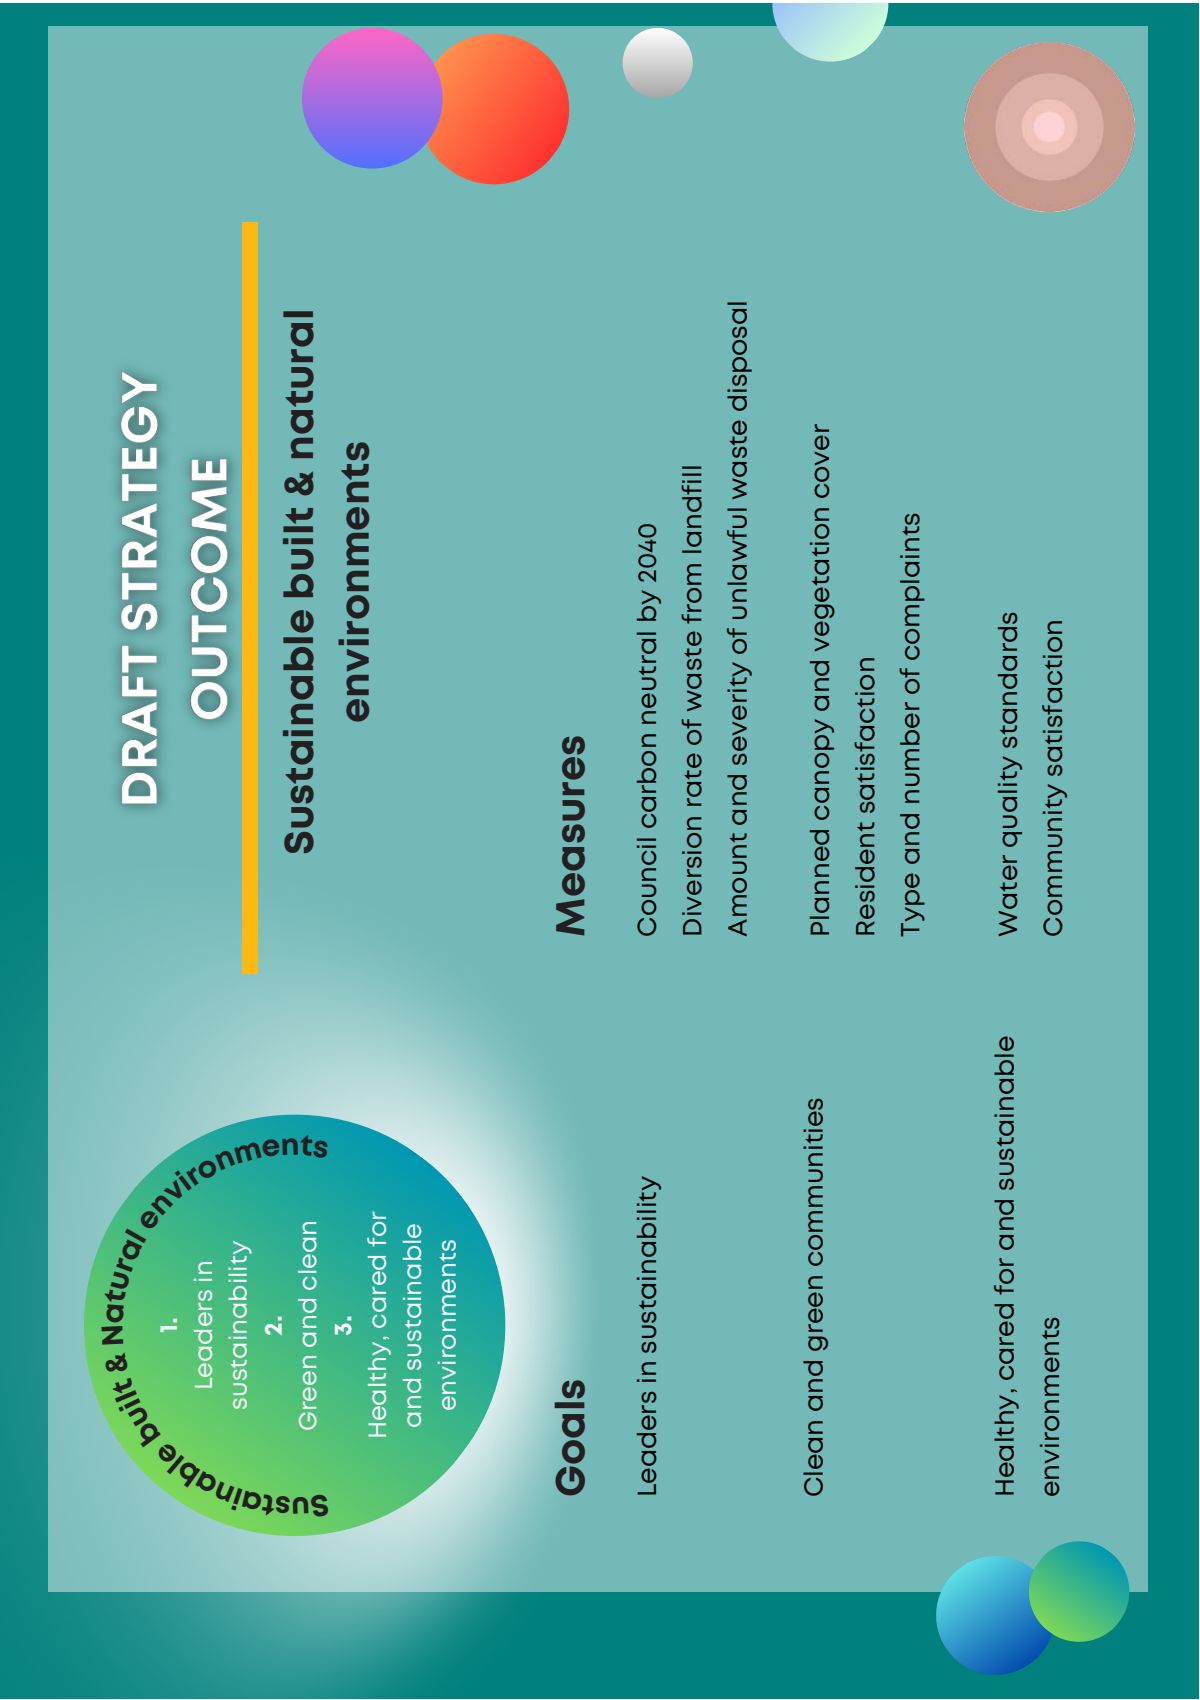 DRAFT STRATEGY
OUTCOME
Sustainable built & natural
environments
Sustainable built & Natural environments
1.
Leaders in
sustainability
2.
Green and clean
3.
Healthy, cared for
and sustainable
environments
Goals
Measures
Leaders in sustainability
Council carbon neutral by 2040
Diversion rate of waste from landfill
Amount and severity of unlawful waste disposal
Clean and green communities
Planned canopy and vegetation cover
Resident satisfaction
Type and number of complaints
Healthy, cared for and sustainable
environments
Water quality standards
Community satisfaction